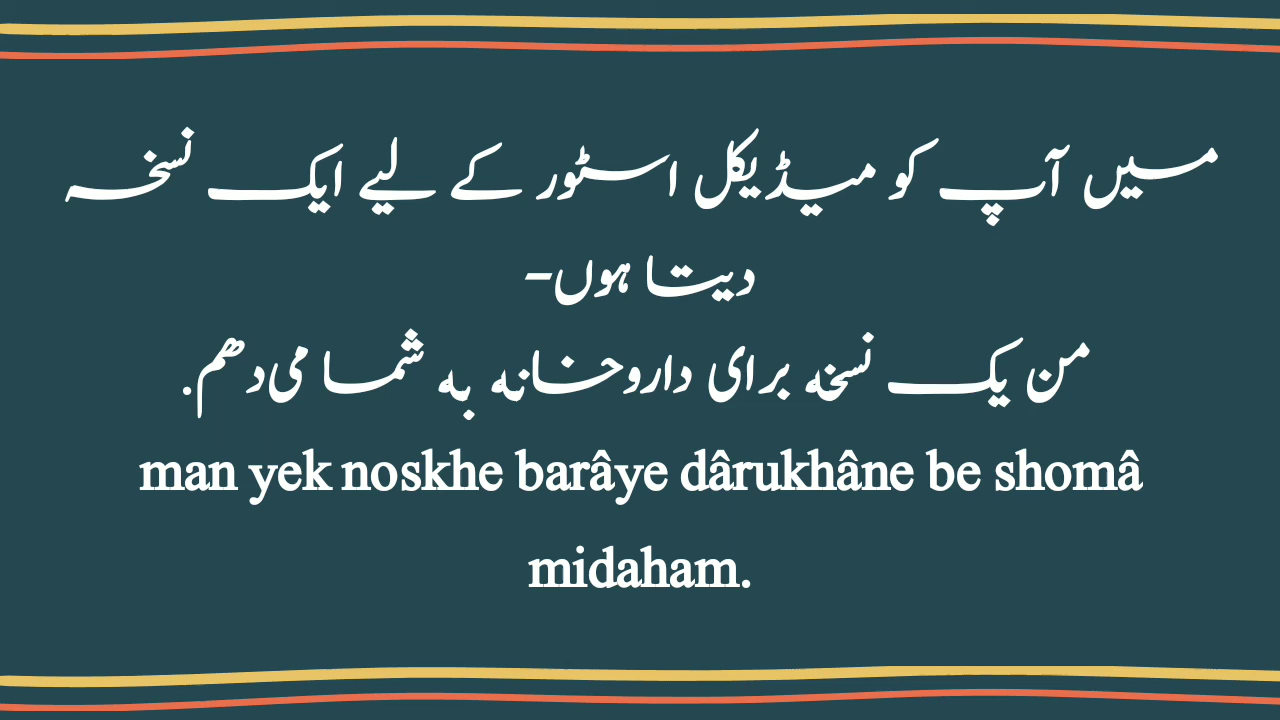 میں آپ کو میڈیکل اسٹور کے لیے ایک نسخہ
دیتا ہوں-
من یک نسخه برای داروخانه به شما می‌دهم.
man yek noskhe barâye dârukhâne be shomâ
midaham.